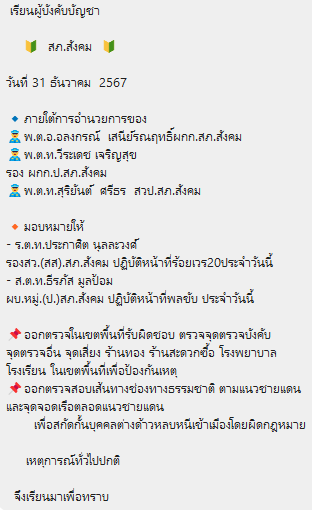 เรียนผู้บังคับบัญชา
🔰 สภ.สังคม 🔰
วันที่ 31 ธันวาคม 2567
🔹ภายใต้การอำนวยการของ
👮พ.ต.อ.อลงกรณ์ เสนีย์รณฤทธิ์ผกก.สภ.สังคม
👮พ.ต.ท.วีระเดช เจริญสุข
รอง ผกก.ป.สภ.สังคม
👮พ.ต.ท.สุริยันต์ ศรีธร สวป.สภ.สังคม
🔸มอบหมายให้
- ร.ต.ท.ประกาศิต นุลละวงศ์
รองสว.(สส).สภ.สังคม ปฏิบัติหน้าที่ร้อยเวร20ประจำวันนี้
- ส.ต.ท.ธีรภัส มูลป้อม
ผบ.หมู่.(ป.)สภ.สังคม ปฏิบัติหน้าที่พลขับ ประจำวันนี้
📌ออกตรวจในเขตพื้นที่รับผิดชอบ ตรวจจุดตรวจบังคับ
จุดตรวจอื่น จุดเสี่ยง ร้านทอง ร้านสะดวกซื้อ โรงพยาบาล
โรงเรียน ในเขตพื้นที่เพื่อป้องกันเหตุ
📌ออกตรวจสอบเส้นทางช่องทางธรรมชาติ ตามแนวชายแดน
และจุดจอดเรือตลอดแนวชายแดน
เพื่อสกัดกั้นบุคคลต่างด้าวหลบหนีเข้าเมืองโดยผิดกฎหมาย
เหตุการณ์ทั่วไปปกติ
จึงเรียนมาเพื่อทราบ